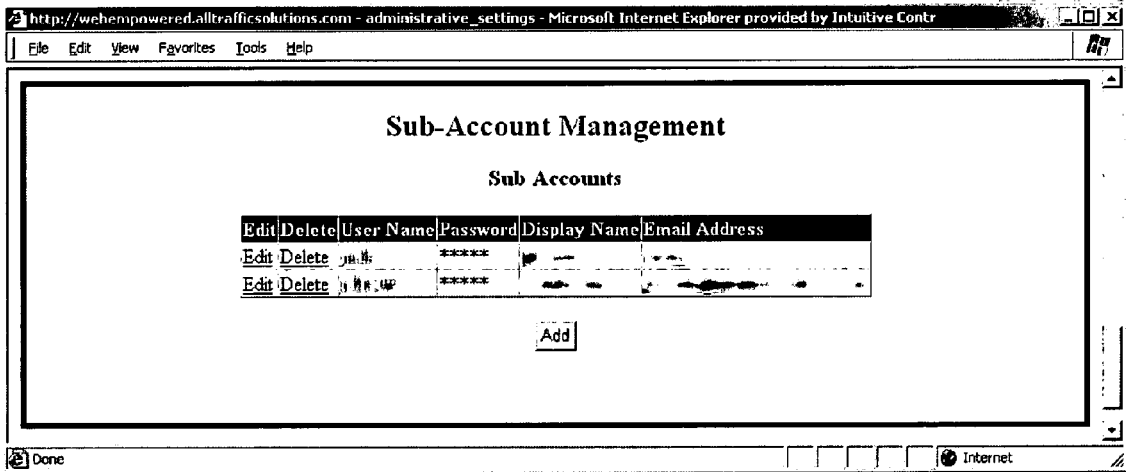 http://wehempowered.alltrafficsolutions.com - administrative_settings - Microsoft Internet Explorer provided by Intuitive Contr
File Edit View Favorites Tools Help
Sub-Account Management
Sub Accounts
Edit Delete User Name Password Display Name Email Address
Edit Delete *****
Edit Delete *****
Add
Done Internet